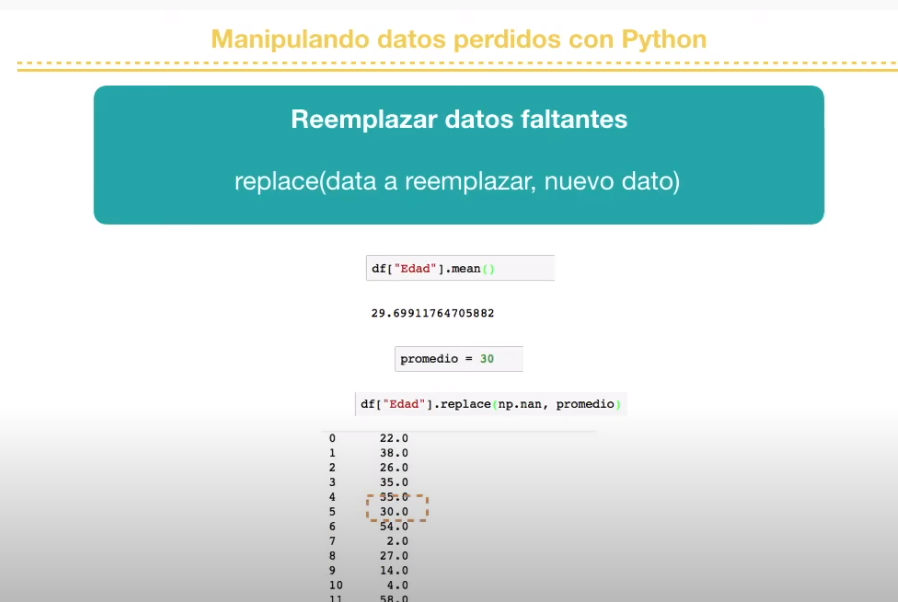 Manipulando datos perdidos con Python
Reemplazar datos faltantes
replace(data a reemplazar, nuevo dato)
df["Edad"].mean()
29.69911764705882
promedio = 30
df["Edad"].replace(np.nan, promedio)
0 22.0
1 38.0
2 26.0
3 35.0
4 35.0
5 30.0
6 54.0
7 2.0
8 27.0
9 14.0
10 4.0
11 58.0